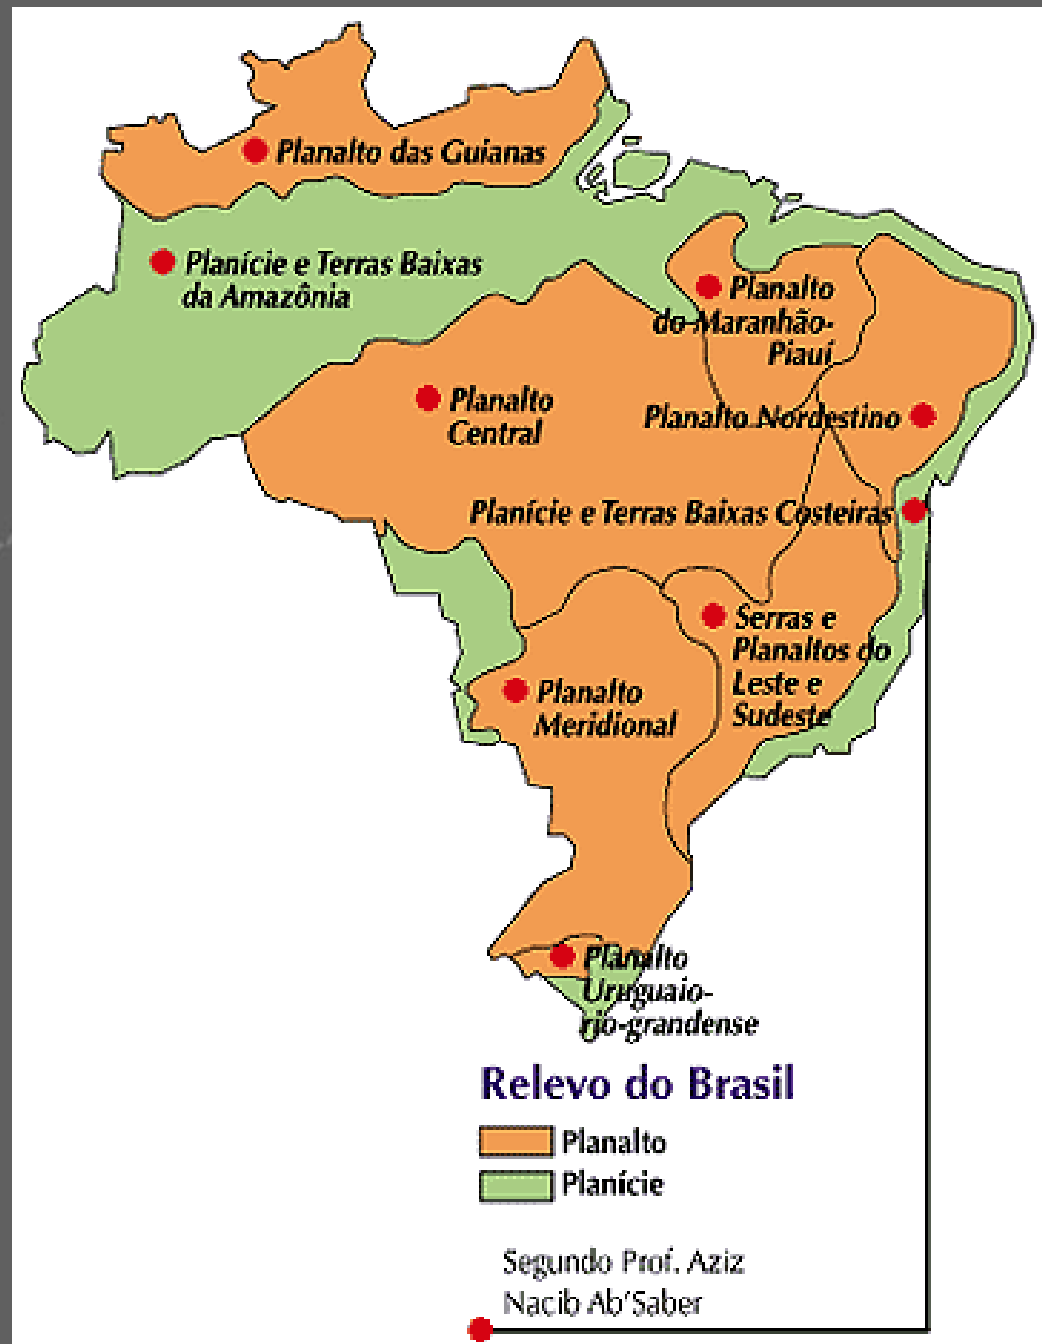 Planalto das Guianas
Planície e Terras Baixas
da Amazônia
Planalto
do Maranhão-
Piauí
Planalto
Central
Planalto Nordestino
Planície e Terras Baixas Costeiras
Serras e
Planaltos do
Leste e
Sudeste
Planalto
Meridional
Planalto
Uruguaio-
rio-grandense
Relevo do Brasil
Planalto
Planície
Segundo Prof. Aziz
Nacib Ab'Saber